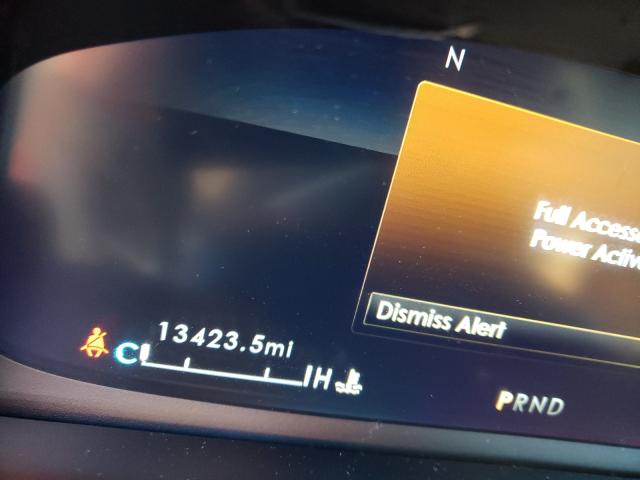 N
Full
Power
Dismiss Alert
13423.5mi
C H
PRND